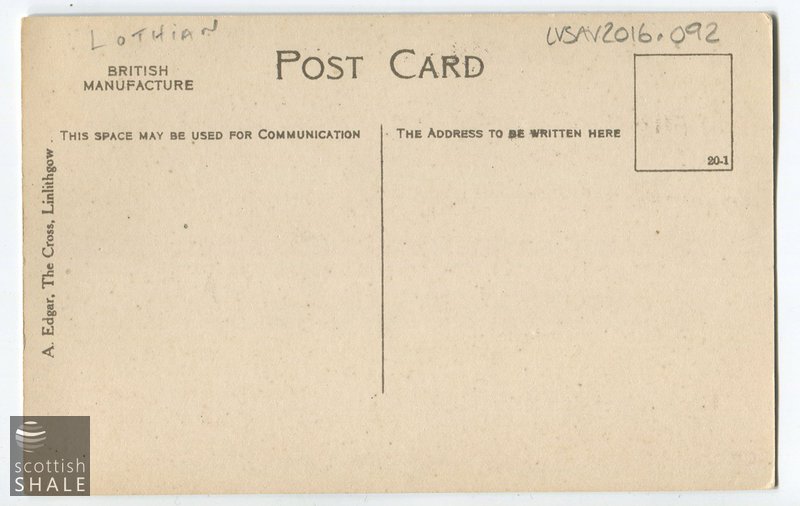 LOTHIAN
LVSAV2016.092
BRITISH
MANUFACTURE
POST CARD
THIS SPACE MAY BE USED FOR COMMUNICATION
THE ADDRESS TO BE WRITTEN HERE
20-1
A. Edgar, The Cross, Linlithgow
scottish
SHALE